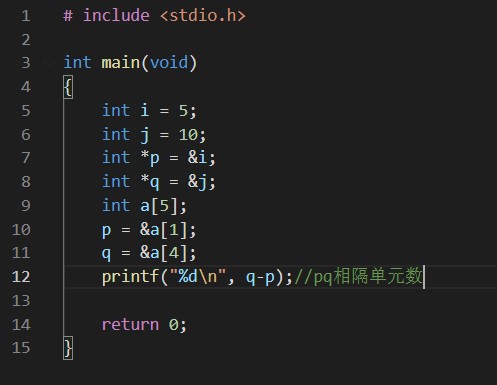 1 # include <stdio.h>
2
3 int main(void)
4 {
5     int i = 5;
6     int j = 10;
7     int *p = &i;
8     int *q = &j;
9     int a[5];
10     p = &a[1];
11     q = &a[4];
12     printf("%d\n", q-p);//pq相隔单元数
13
14     return 0;
15 }